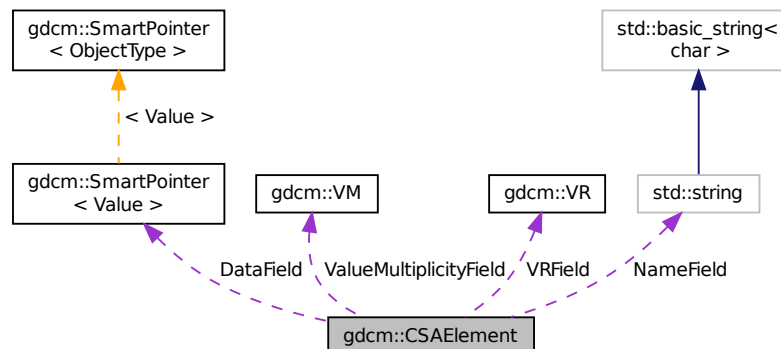 gdcm::SmartPointer
< ObjectType >
std::basic_string<
char >
< Value >
gdcm::SmartPointer
< Value >
gdcm::VM
gdcm::VR
std::string
DataField
ValueMultiplicityField
VRField
NameField
gdcm::CSAElement